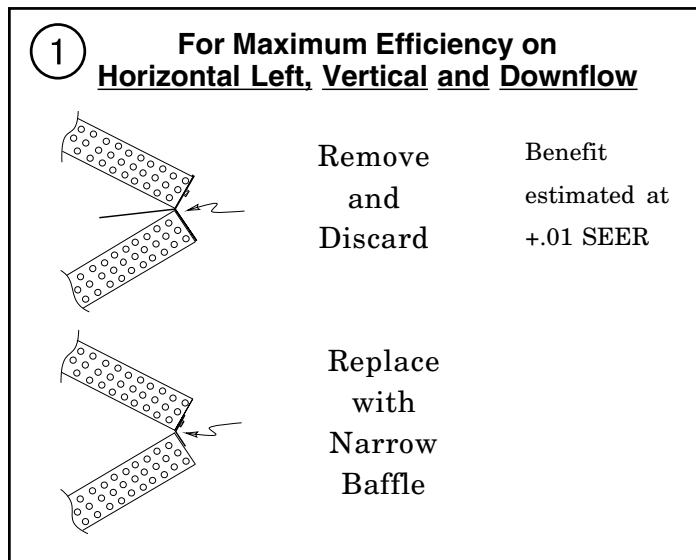 1
For Maximum Efficiency on
Horizontal Left, Vertical and Downflow
Remove
and
Discard
Benefit
estimated at
+.01 SEER
Replace
with
Narrow
Baffle